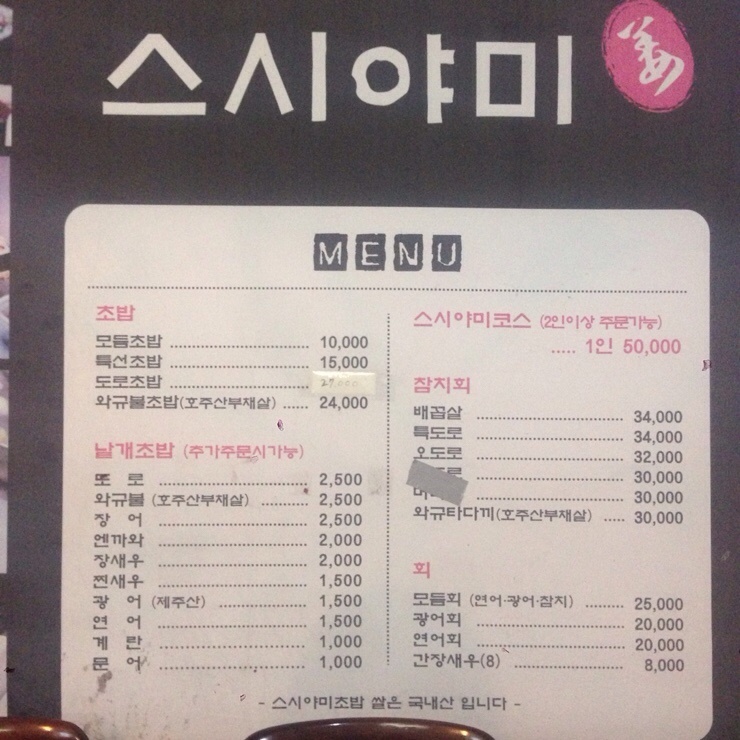 스시야미
MENU
초밥
모듬초밥 10,000
특선초밥 15,000
도로초밥 27,000
와규불초밥(호주산부채살) 24,000
낱개초밥 (추가주문시가능)
또 로 2,500
와규불 (호주산부채살) 2,500
장 어 2,500
엔까와 2,000
장새우 2,000
찐새우 1,500
광 어 (제주산) 1,500
연 어 1,500
계 란 1,000
문 어 1,000
스시야미코스 (2인이상 주문가능)
..... 1인 50,000
참치회
배꼽살 34,000
특도로 34,000
오도로 32,000
30,000
30,000
와규타다끼(호주산부채살) 30,000
회
모듬회 (연어·광어·참치) 25,000
광어회 20,000
연어회 20,000
간장새우(8) 8,000
- 스시야미초밥 쌀은 국내산 입니다 -